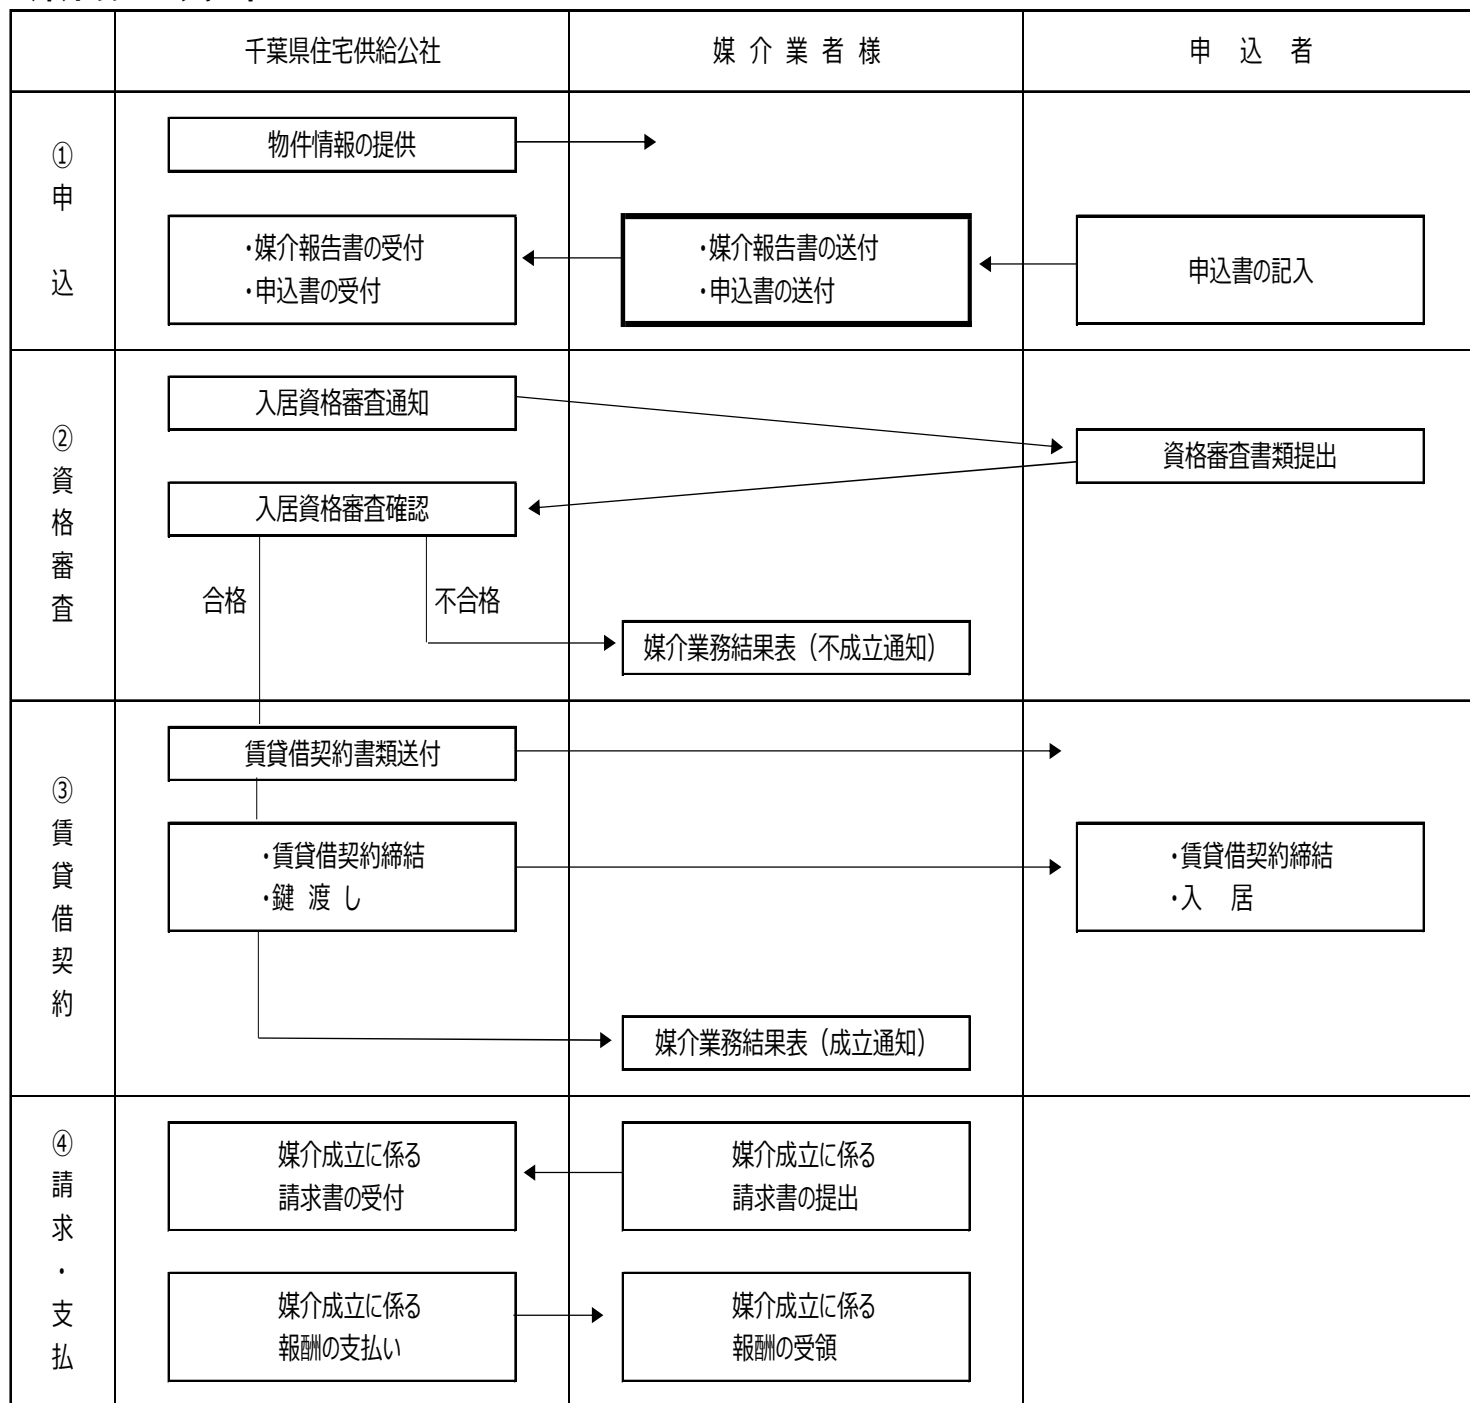 千葉県住宅供給公社
媒介業者様
申込者
①申込
物件情報の提供
・媒介報告書の受付
・申込書の受付
・媒介報告書の送付
・申込書の送付
申込書の記入
②資格審査
入居資格審査通知
資格審査書類提出
入居資格審査確認
合格
不合格
媒介業務結果表（不成立通知）
③賃貸借契約
賃貸借契約書類送付
・賃貸借契約締結
・鍵渡し
・賃貸借契約締結
・入居
媒介業務結果表（成立通知）
④請求・支払
媒介成立に係る
請求書の受付
媒介成立に係る
請求書の提出
媒介成立に係る
報酬の支払い
媒介成立に係る
報酬の受領